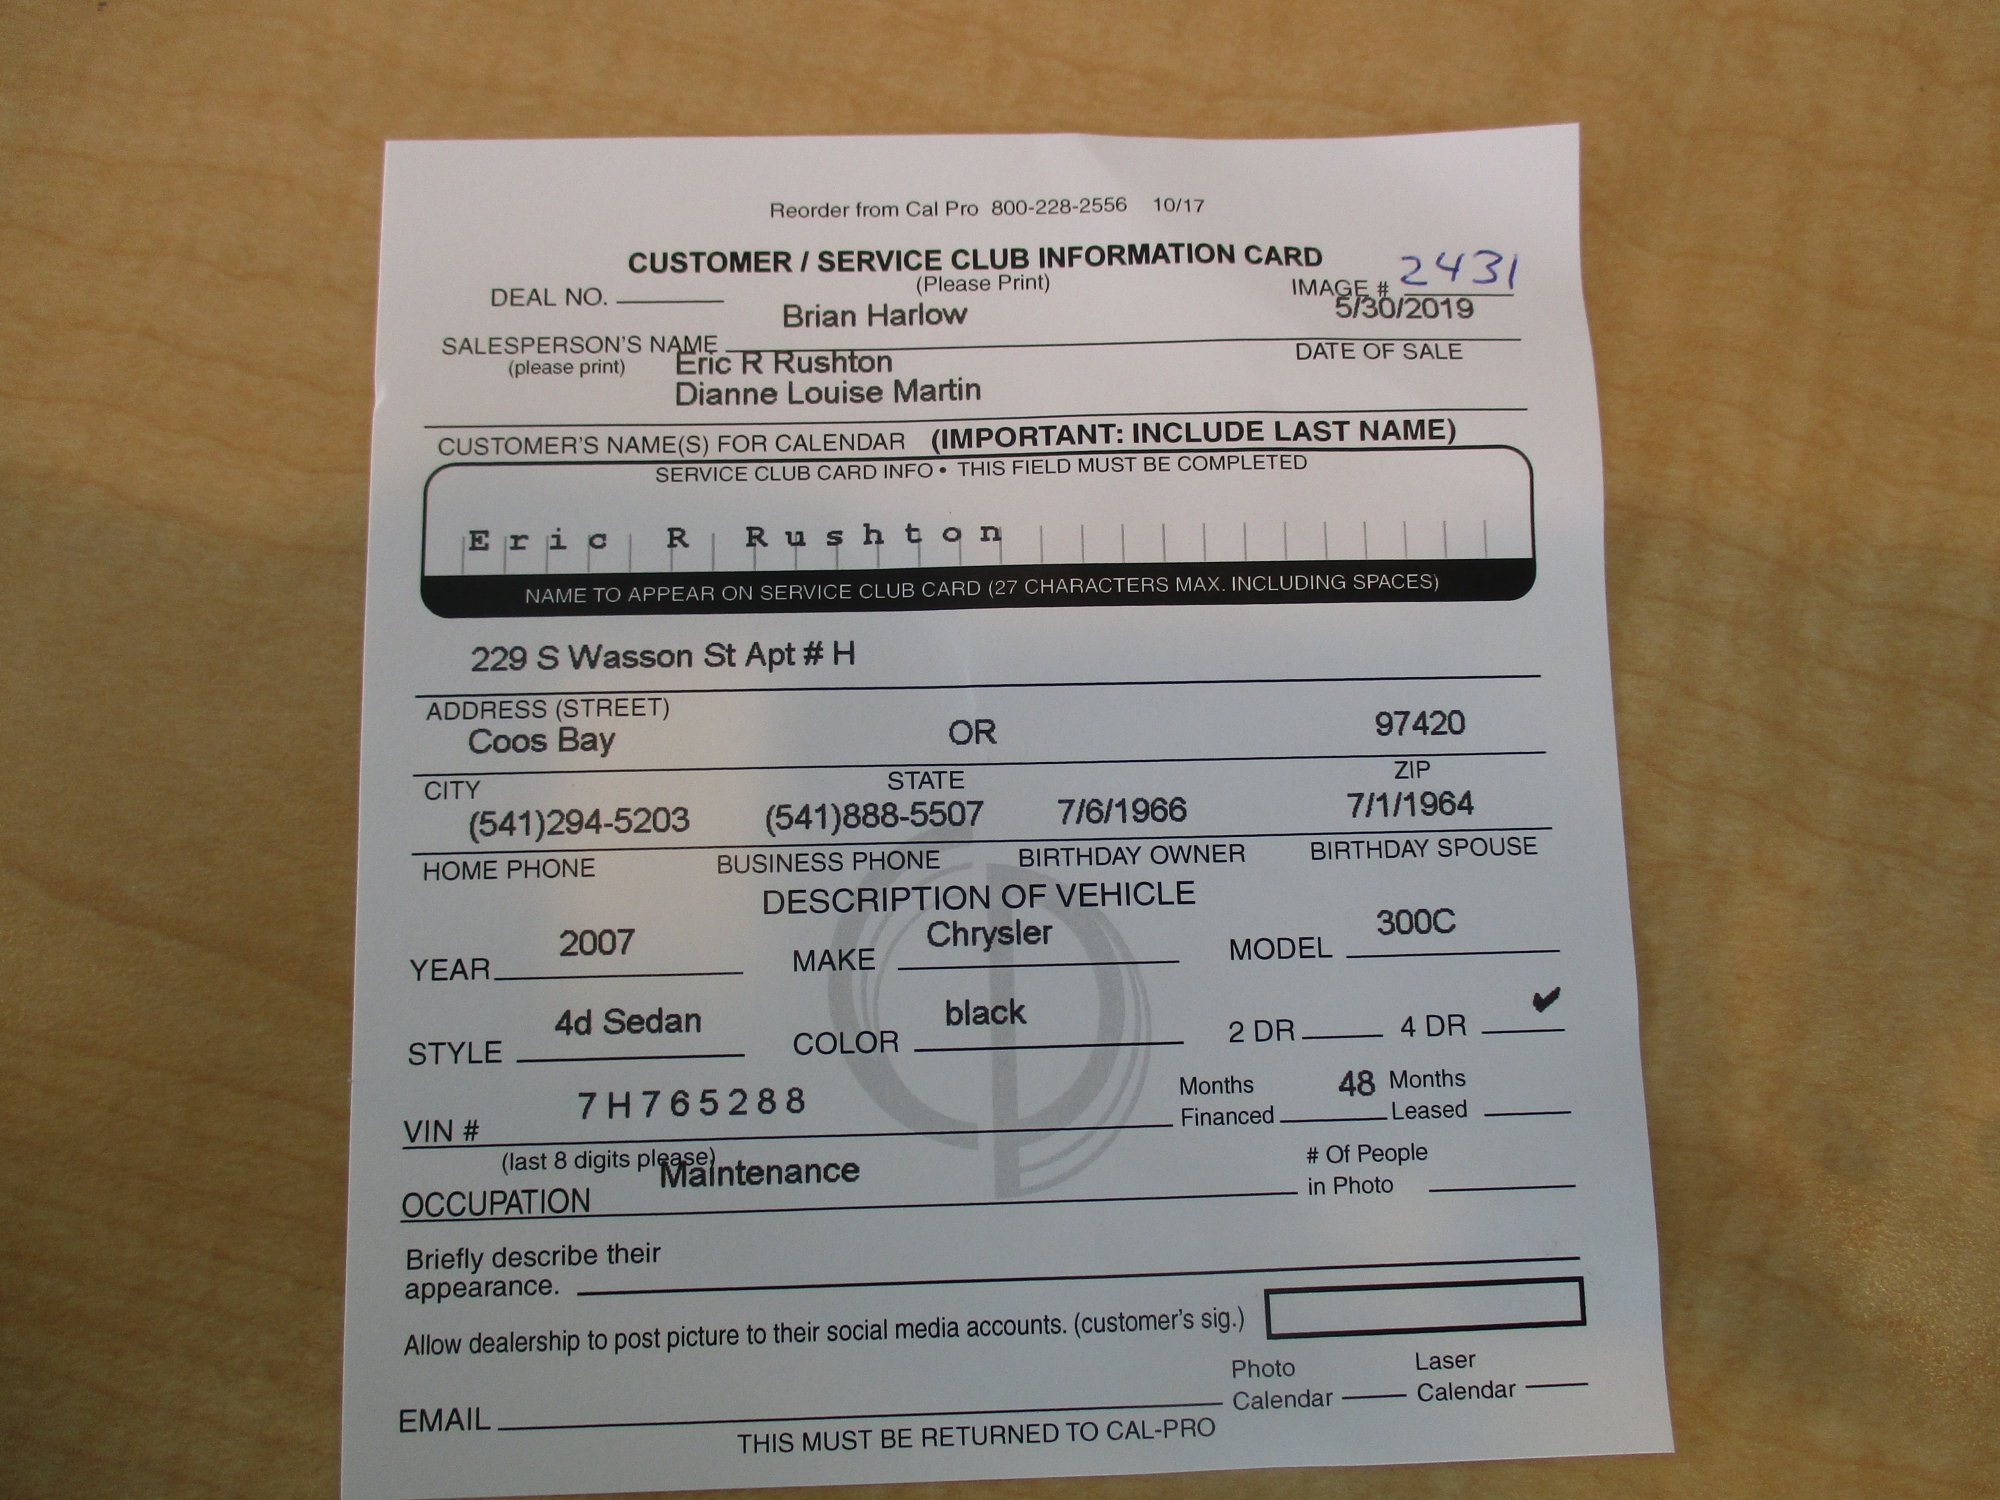 Reorder from Cal Pro 800-228-2556 10/17
CUSTOMER / SERVICE CLUB INFORMATION CARD
(Please Print)
DEAL NO.
IMAGE # 2431
Brian Harlow
5/30/2019
SALESPERSON'S NAME
(please print)
DATE OF SALE
Eric R Rushton
Dianne Louise Martin
CUSTOMER'S NAME(S) FOR CALENDAR (IMPORTANT: INCLUDE LAST NAME)
SERVICE CLUB CARD INFO • THIS FIELD MUST BE COMPLETED
Eric R Rushton
NAME TO APPEAR ON SERVICE CLUB CARD (27 CHARACTERS MAX. INCLUDING SPACES)
229 S Wasson St Apt # H
ADDRESS (STREET)
Coos Bay OR 97420
CITY STATE ZIP
(541)294-5203 (541)888-5507 7/6/1966 7/1/1964
HOME PHONE BUSINESS PHONE BIRTHDAY OWNER BIRTHDAY SPOUSE
DESCRIPTION OF VEHICLE
YEAR 2007 MAKE Chrysler MODEL 300C
STYLE 4d Sedan COLOR black 2 DR 4 DR ✔
VIN # 7H765288 Months Financed 48 Months Leased
(last 8 digits please)
OCCUPATION Maintenance # Of People in Photo
Briefly describe their
appearance.
Allow dealership to post picture to their social media accounts. (customer's sig.)
EMAIL Photo Calendar Laser Calendar
THIS MUST BE RETURNED TO CAL-PRO